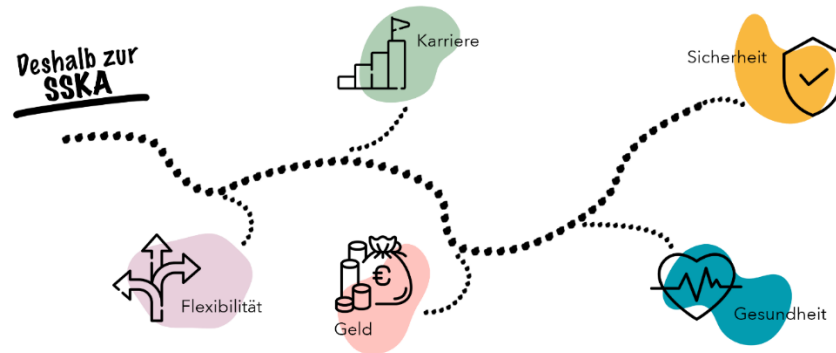 Deshalb zur
SSKA
Karriere
Sicherheit
Flexibilität
€
Geld
Gesundheit